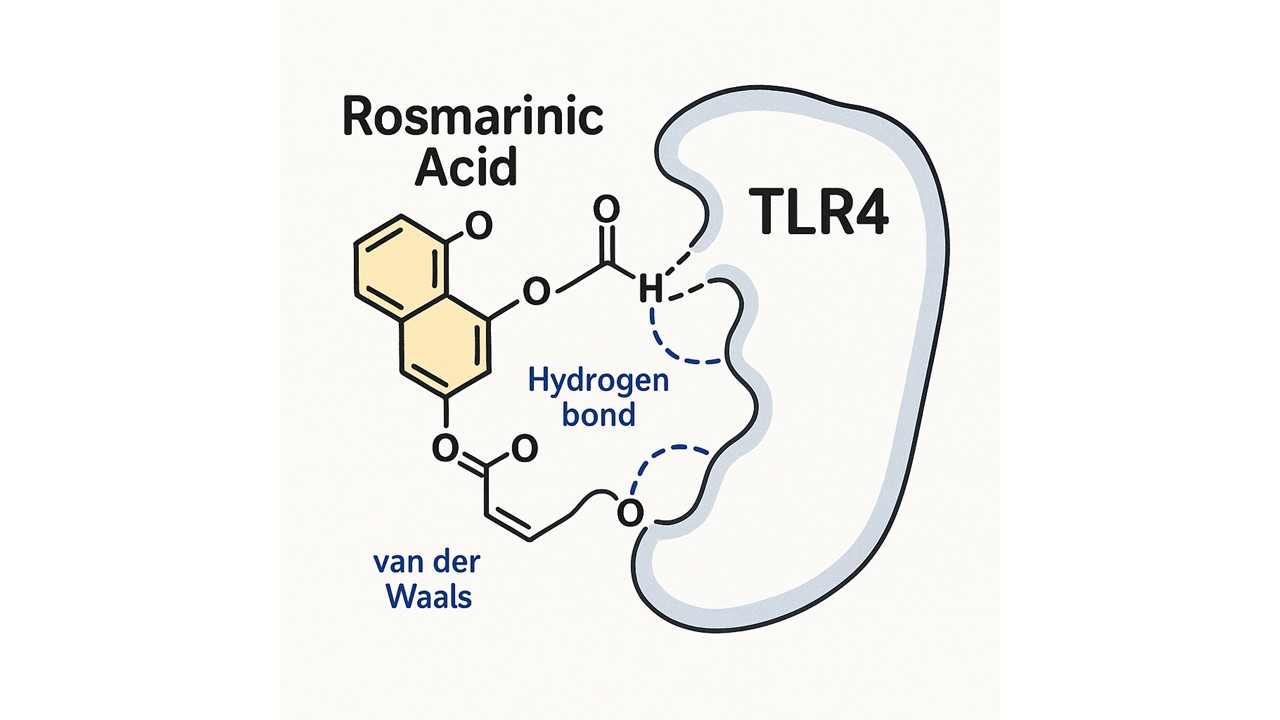 Rosmarinic
Acid
TLR4
O
O
O
H
Hydrogen
bond
O
O
O
van der
Waals